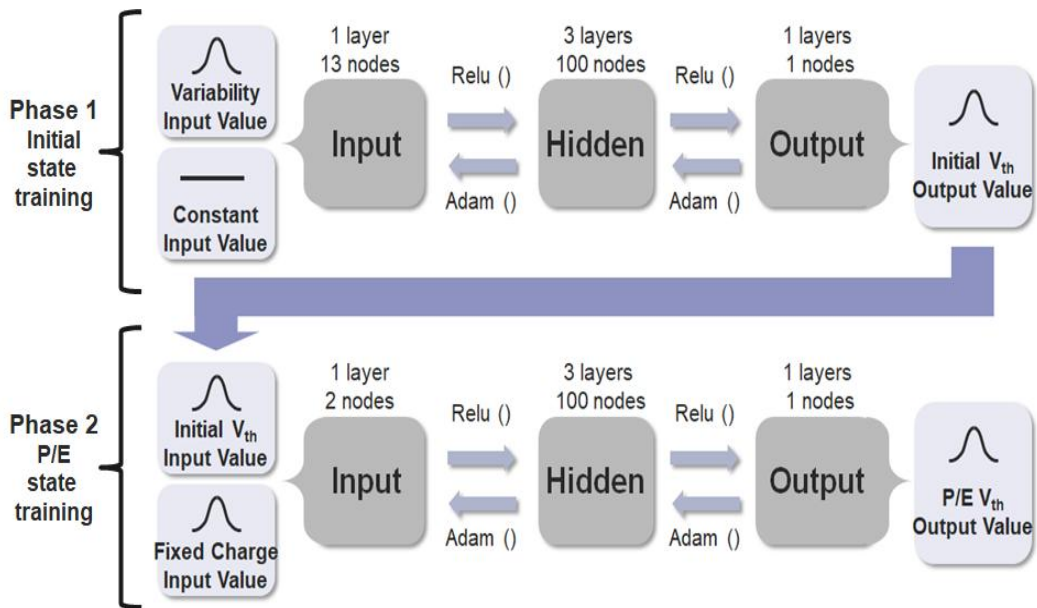 Phase 1
Initial
state
training
Variability
Input Value
Constant
Input Value
1 layer
13 nodes
Input
Relu ()
Adam ()
3 layers
100 nodes
Hidden
Relu ()
Adam ()
1 layers
1 nodes
Output
Initial Vth
Output Value
Phase 2
P/E
state
training
Initial Vth
Input Value
Fixed Charge
Input Value
1 layer
2 nodes
Input
Relu ()
Adam ()
3 layers
100 nodes
Hidden
Relu ()
Adam ()
1 layers
1 nodes
Output
P/E Vth
Output Value